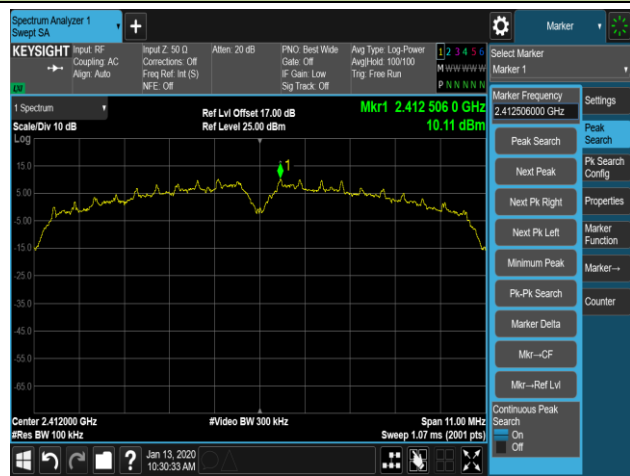 Spectrum Analyzer 1
Swept SA
Marker
KEYSIGHT
Input: RF
Coupling: AC
Align: Auto
Input Z: 50 Ω
Corrections: Off
Freq Ref: Int (S)
NFE: Off
Atten: 20 dB
PNO: Best Wide
Gate: Off
IF Gain: Low
Sig Track: Off
Avg Type: Log-Power
Avg|Hold: 100/100
Trig: Free Run
1 2 3 4 5 6
M W W W W W
P N N N N N
LXI
Select Marker
Marker 1
1 Spectrum
Scale/Div 10 dB
Log
Ref Lvl Offset 17.00 dB
Ref Level 25.00 dBm
Mkr1 2.412 506 0 GHz
10.11 dBm
1
15.0
5.00
-5.00
-15.0
-25.0
-35.0
-45.0
-55.0
-65.0
Center 2.412000 GHz
#Res BW 100 kHz
#Video BW 300 kHz
Span 11.00 MHz
Sweep 1.07 ms (2001 pts)
Marker Frequency
2.412506000 GHz
Peak Search
Next Peak
Next Pk Right
Next Pk Left
Minimum Peak
Pk-Pk Search
Marker Delta
Mkr→CF
Mkr→Ref Lvl
Continuous Peak
Search
On
Off
Settings
Peak
Search
Pk Search
Config
Properties
Marker
Function
Marker→
Counter
?
Jan 13, 2020
10:30:33 AM